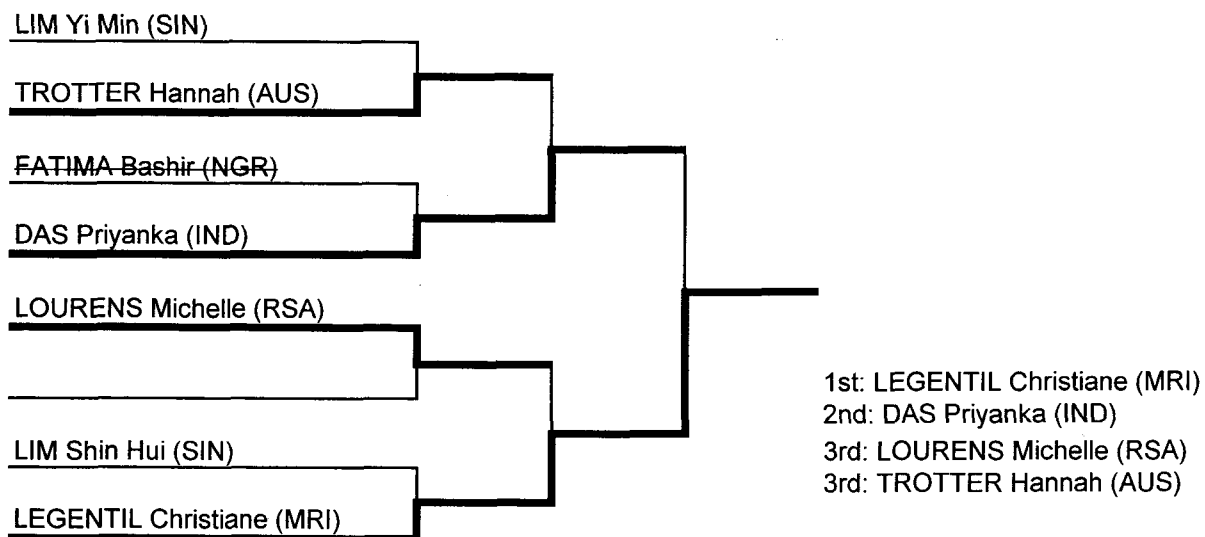 LIM Yi Min (SIN)
TROTTER Hannah (AUS)
FATIMA Bashir (NGR)
DAS Priyanka (IND)
LOURENS Michelle (RSA)
LIM Shin Hui (SIN)
LEGENTIL Christiane (MRI)
1st: LEGENTIL Christiane (MRI)
2nd: DAS Priyanka (IND)
3rd: LOURENS Michelle (RSA)
3rd: TROTTER Hannah (AUS)